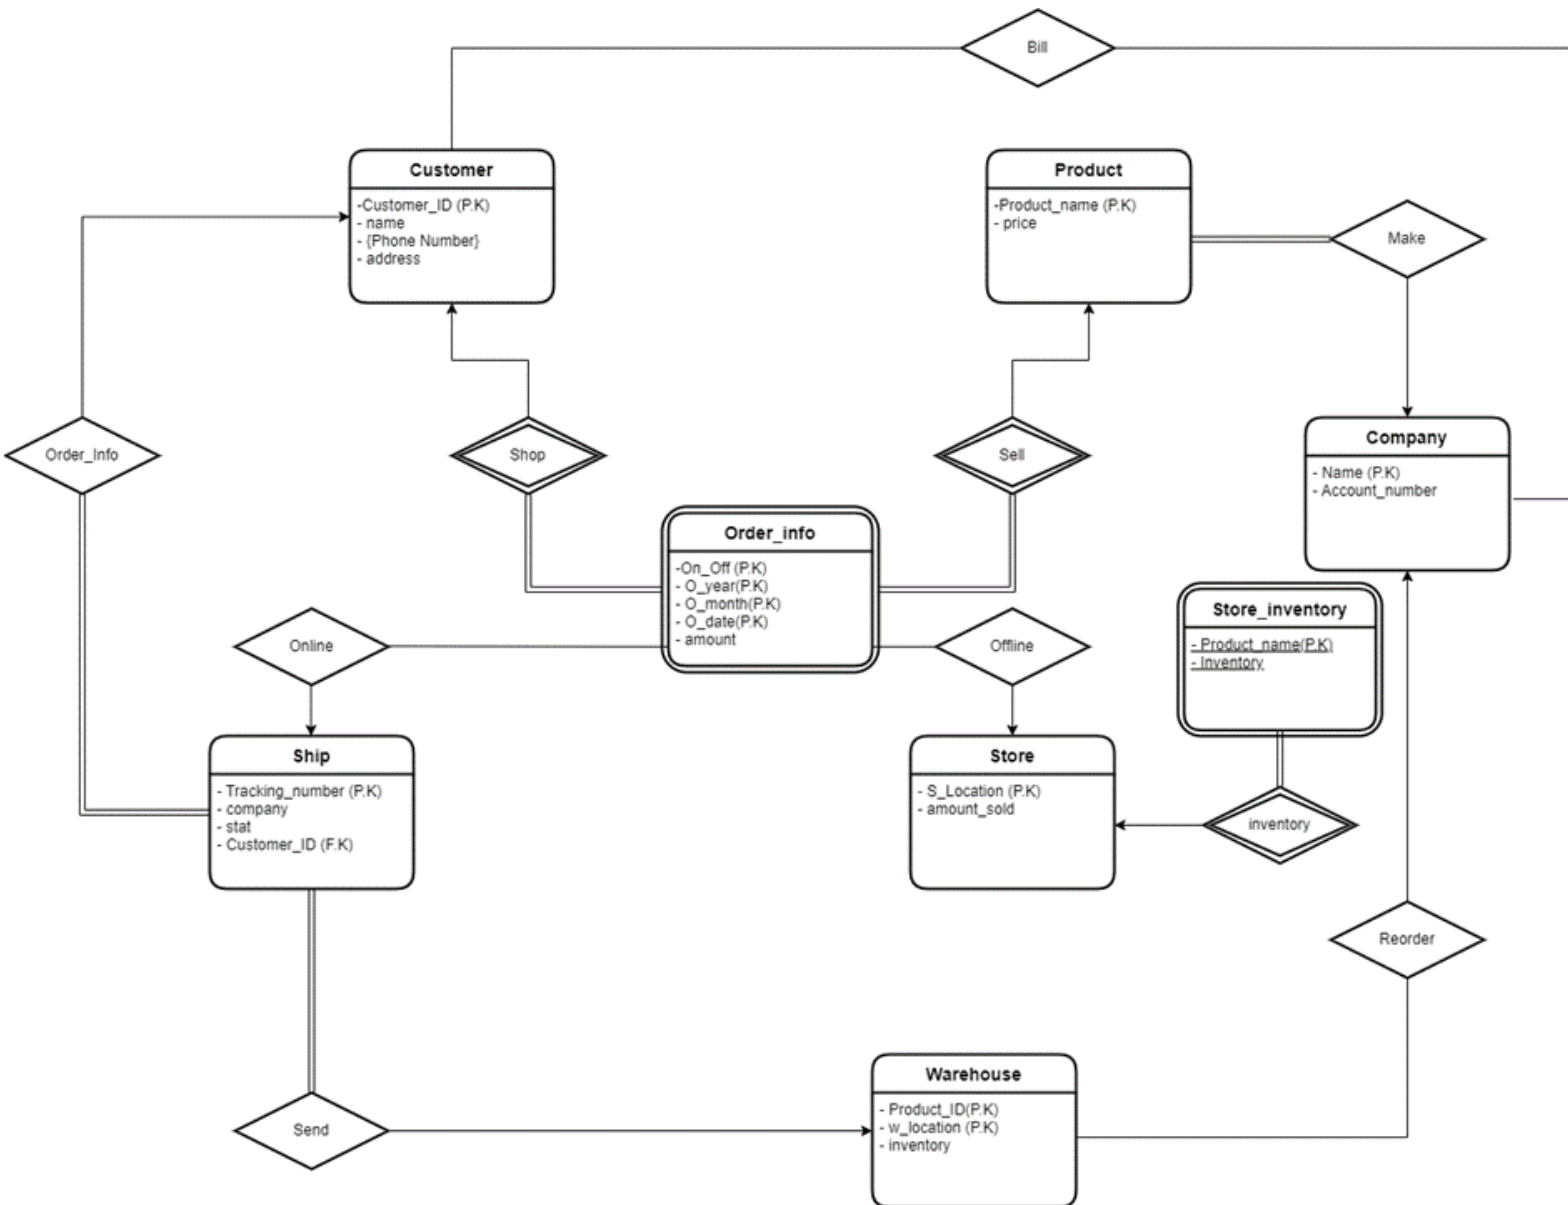 Bill
Customer
-Customer_ID (P.K)
- name
- {Phone Number}
- address
Product
-Product_name (P.K)
- price
Make
Order_Info
Shop
Sell
Company
- Name (P.K)
- Account_number
Order_info
-On_Off (P.K)
- O_year(P.K)
- O_month(P.K)
- O_date(P.K)
- amount
Online
Offline
Store_inventory
- Product_name(P.K)
- Inventory
Ship
- Tracking_number (P.K)
- company
- stat
- Customer_ID (F.K)
Store
- S_Location (P.K)
- amount_sold
inventory
Reorder
Send
Warehouse
- Product_ID(P.K)
- w_location (P.K)
- inventory